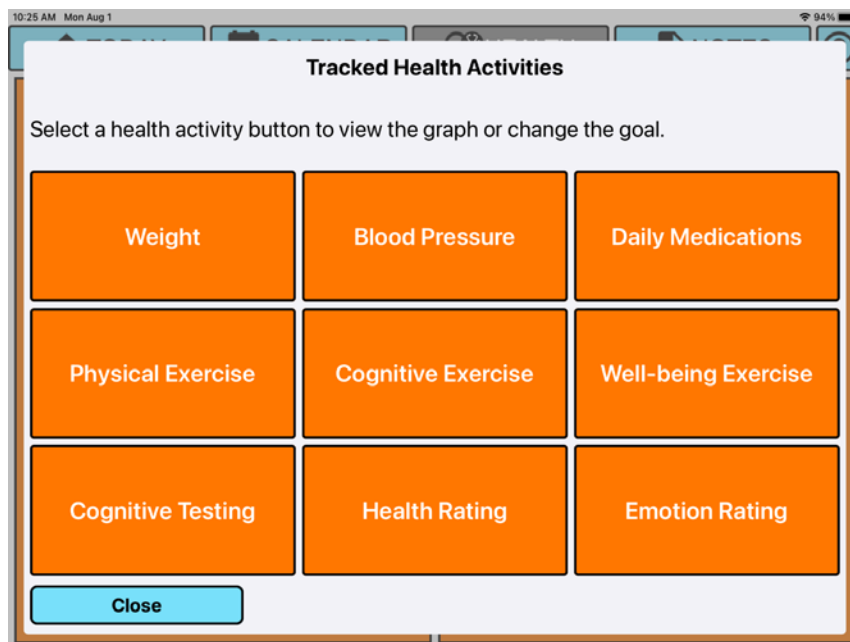 10:25 AM Mon Aug 1
94%
Tracked Health Activities
Select a health activity button to view the graph or change the goal.
Weight
Blood Pressure
Daily Medications
Physical Exercise
Cognitive Exercise
Well-being Exercise
Cognitive Testing
Health Rating
Emotion Rating
Close